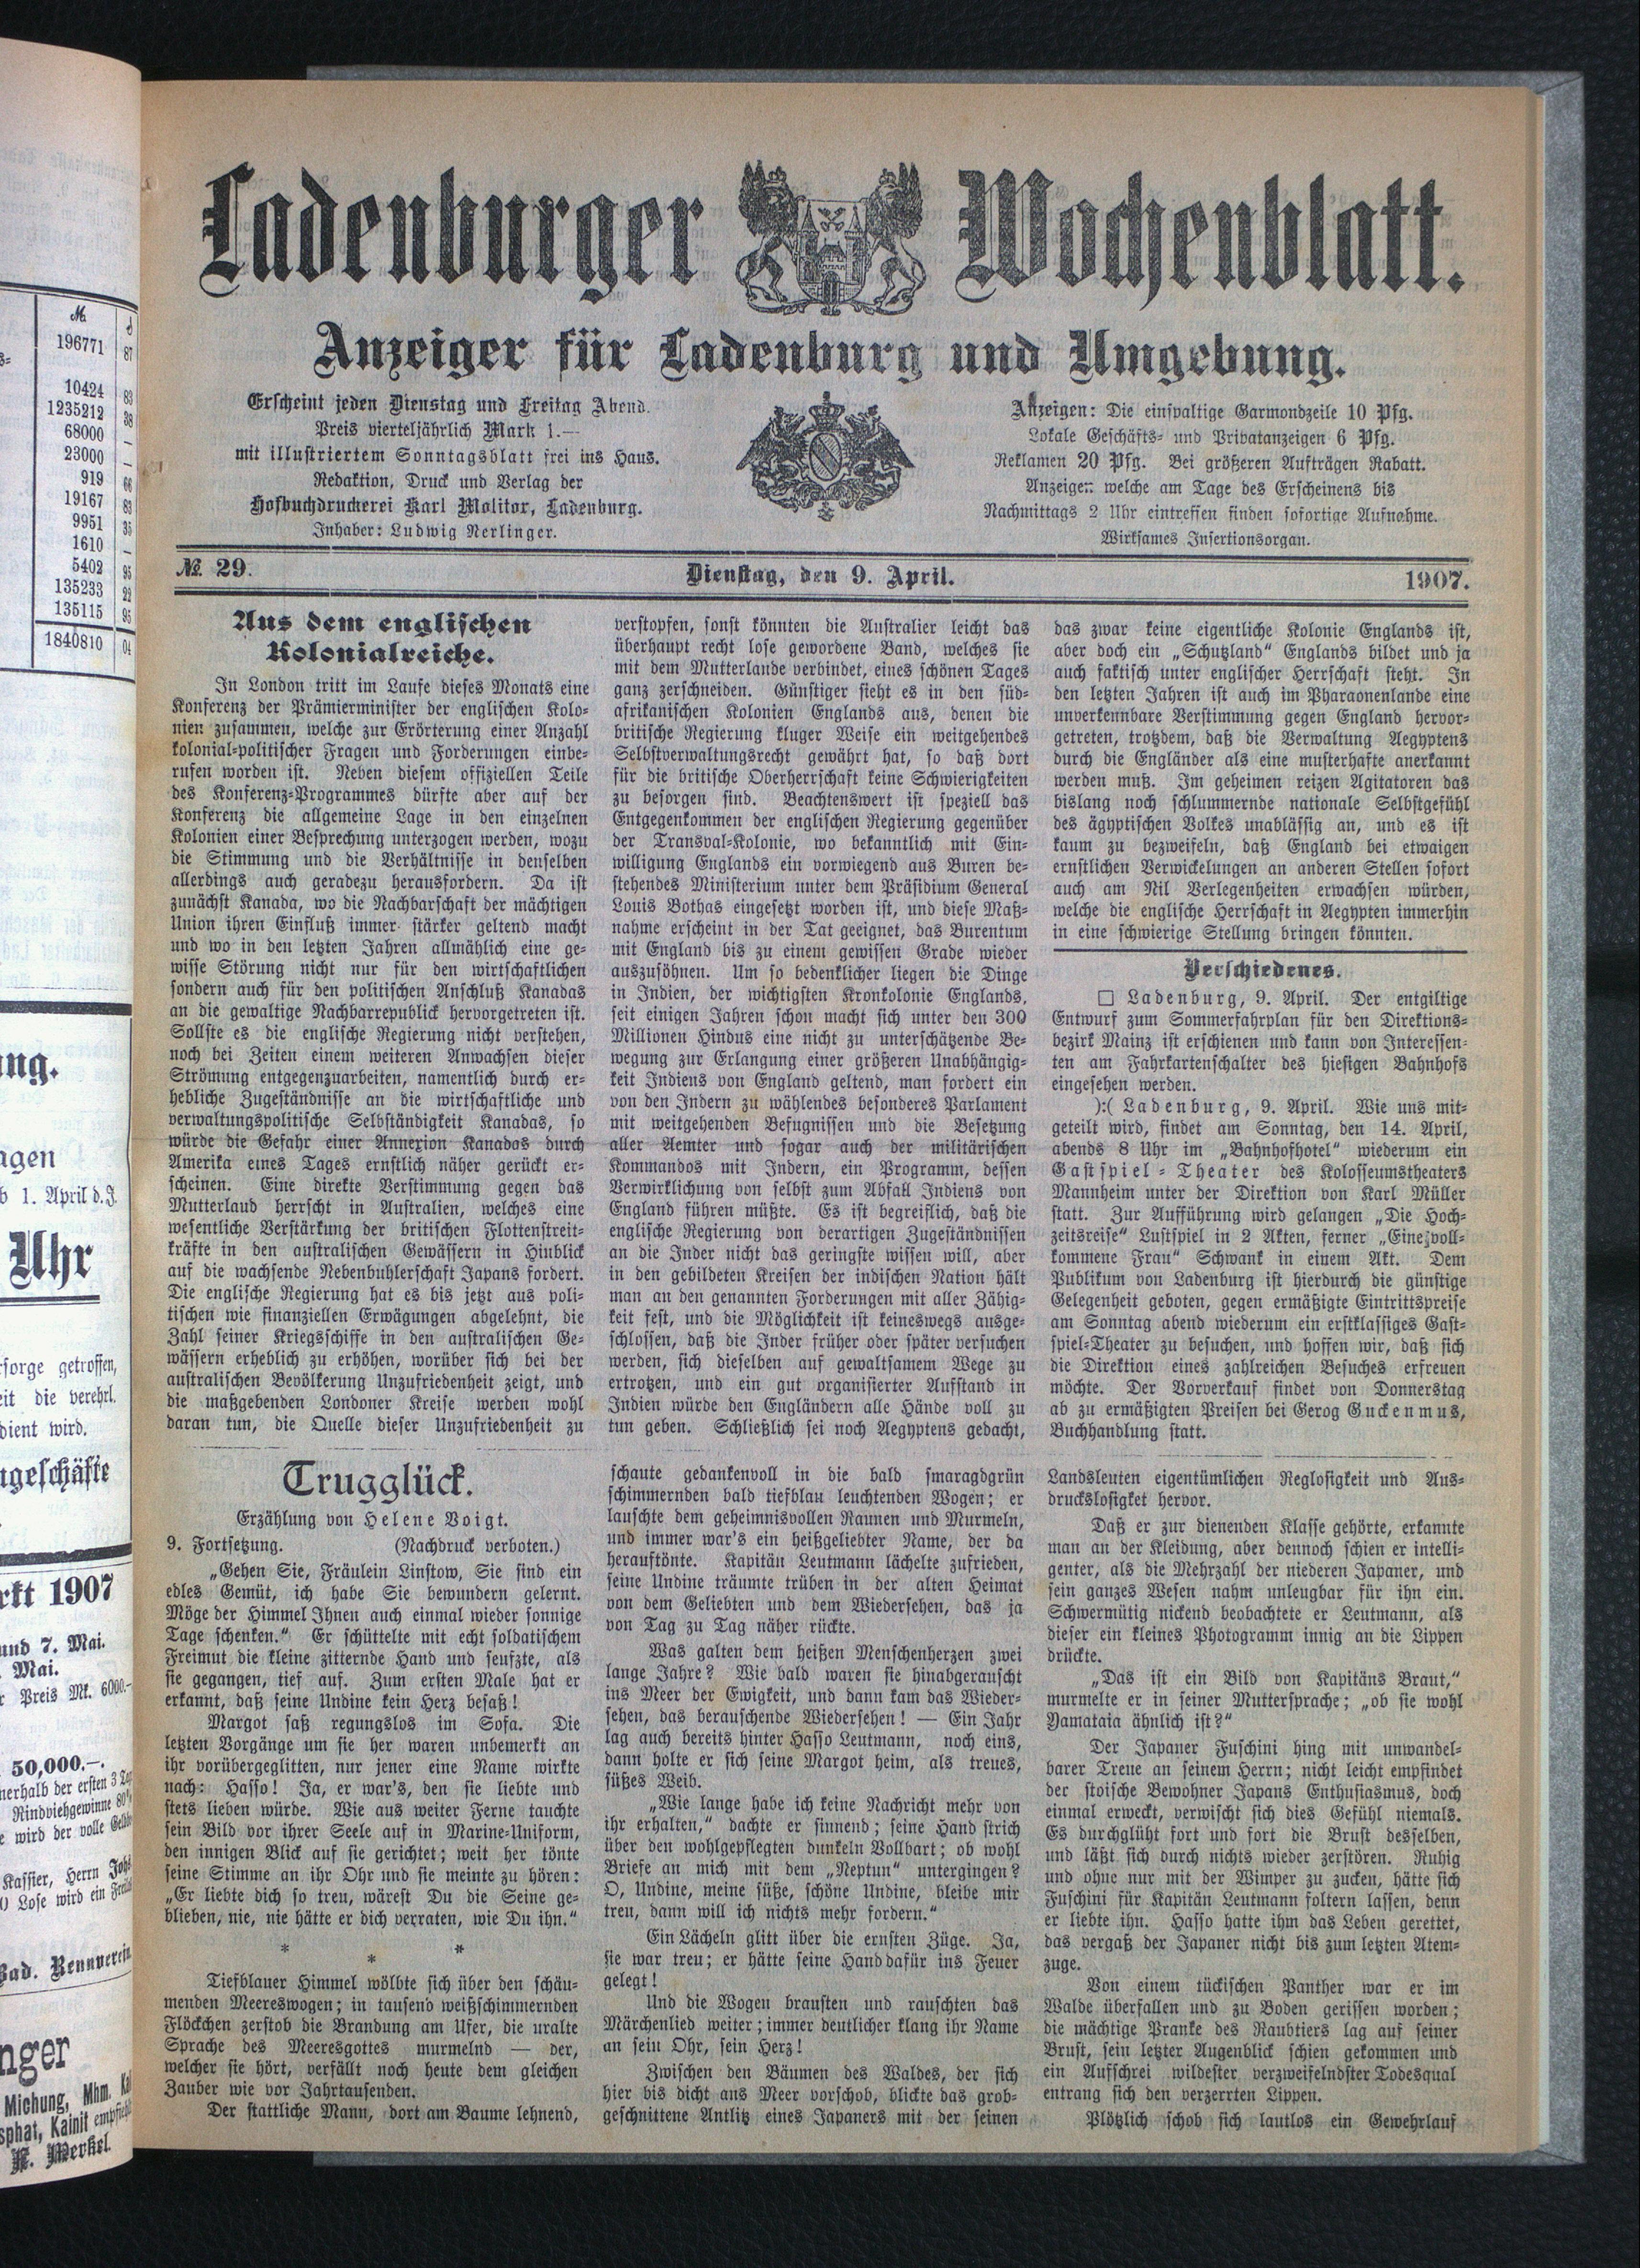 Ladenburger Wochenblatt.
Anzeiger für Ladenburg und Umgebung.
Erscheint jeden Dienstag und Freitag Abend.
Preis vierteljährlich Mark 1.—
mit illustriertem Sonntagsblatt frei ins Haus.
Redaktion, Druck und Verlag der
Hofbuchdruckerei Karl Molitor, Ladenburg.
Inhaber: Ludwig Nerlinger.
Anzeigen: Die einspaltige Garmondzeile 10 Pfg.
Lokale Geschäfts- und Privatanzeigen 6 Pfg.
Reklamen 20 Pfg. Bei größeren Aufträgen Rabatt.
Anzeigen welche am Tage des Erscheinens bis
Nachmittags 2 Uhr eintreffen finden sofortige Aufnahme.
Wirksames Insertionsorgan.
№ 29. Dienstag, den 9. April. 1907.
Aus dem englischen
Kolonialreiche.
In London tritt im Laufe dieses Monats eine
Konferenz der Prämierminister der englischen Kolo-
nien zusammen, welche zur Erörterung einer Anzahl
kolonial-politischer Fragen und Forderungen einbe-
rufen worden ist. Neben diesem offiziellen Teile
des Konferenz-Programmes dürfte aber auf der
Konferenz die allgemeine Lage in den einzelnen
Kolonien einer Besprechung unterzogen werden, wozu
die Stimmung und die Verhältnisse in denselben
allerdings auch geradezu herausfordern. Da ist
zunächst Kanada, wo die Nachbarschaft der mächtigen
Union ihren Einfluß immer stärker geltend macht
und wo in den letzten Jahren allmählich eine ge-
wisse Störung nicht nur für den wirtschaftlichen
sondern auch für den politischen Anschluß Kanadas
an die gewaltige Nachbarrepublick hervorgetreten ist.
Sollste es die englische Regierung nicht verstehen,
noch bei Zeiten einem weiteren Anwachsen dieser
Strömung entgegenzuarbeiten, namentlich durch er-
hebliche Zugeständnisse an die wirtschaftliche und
verwaltungspolitische Selbständigkeit Kanadas, so
würde die Gefahr einer Annexion Kanadas durch
Amerika eines Tages ernstlich näher gerückt er-
scheinen. Eine direkte Verstimmung gegen das
Mutterland herrscht in Australien, welches eine
wesentliche Verstärkung der britischen Flottenstreit-
kräfte in den australischen Gewässern in Hinblick
auf die wachsende Nebenbuhlerschaft Japans fordert.
Die englische Regierung hat es bis jetzt aus poli-
tischen wie finanziellen Erwägungen abgelehnt, die
Zahl seiner Kriegsschiffe in den australischen Ge-
wässern erheblich zu erhöhen, worüber sich bei der
australischen Bevölkerung Unzufriedenheit zeigt, und
die maßgebenden Londoner Kreise werden wohl
daran tun, die Quelle dieser Unzufriedenheit zu
verstopfen, sonst könnten die Australier leicht das
überhaupt recht lose gewordene Band, welches sie
mit dem Mutterlande verbindet, eines schönen Tages
ganz zerschneiden. Günstiger sieht es in den süd-
afrikanischen Kolonien Englands aus, denen die
britische Regierung kluger Weise ein weitgehendes
Selbstverwaltungsrecht gewährt hat, so daß dort
für die britische Oberherrschaft keine Schwierigkeiten
zu besorgen sind. Beachtenswert ist speziell das
Entgegenkommen der englischen Regierung gegenüber
der Transval-Kolonie, wo bekanntlich mit Ein-
willigung Englands ein vorwiegend aus Buren be-
stehendes Ministerium unter dem Präsidium General
Louis Bothas eingesetzt worden ist, und diese Maß-
nahme erscheint in der Tat geeignet, das Burentum
mit England bis zu einem gewissen Grade wieder
auszusöhnen. Um so bedenklicher liegen die Dinge
in Indien, der wichtigsten Kronkolonie Englands,
seit einigen Jahren schon macht sich unter den 300
Millionen Hindus eine nicht zu unterschätzende Be-
wegung zur Erlangung einer größeren Unabhängig-
keit Indiens von England geltend, man fordert ein
von den Indern zu wählendes besonderes Parlament
mit weitgehenden Befugnissen und die Besetzung
aller Aemter und sogar auch der militärischen
Kommandos mit Indern, ein Programm, dessen
Verwirklichung von selbst zum Abfall Indiens von
England führen müßte. Es ist begreiflich, daß die
englische Regierung von derartigen Zugeständnissen
an die Inder nicht das geringste wissen will, aber
in den gebildeten Kreisen der indischen Nation hält
man an den genannten Forderungen mit aller Zähig-
keit fest, und die Möglichkeit ist keineswegs ausge-
schlossen, daß die Inder früher oder später versuchen
werden, sich dieselben auf gewaltsamem Wege zu
ertrotzen, und ein gut organisierter Aufstand in
Indien würde den Engländern alle Hände voll zu
tun geben. Schließlich sei noch Aegyptens gedacht,
das zwar keine eigentliche Kolonie Englands ist,
aber doch ein „Schutzland“ Englands bildet und ja
auch faktisch unter englischer Herrschaft steht. In
den letzten Jahren ist auch im Pharaonenlande eine
unverkennbare Verstimmung gegen England hervor-
getreten, trotzdem, daß die Verwaltung Aegyptens
durch die Engländer als eine musterhafte anerkannt
werden muß. Im geheimen reizen Agitatoren das
bislang noch schlummernde nationale Selbstgefühl
des ägyptischen Volkes unablässig an, und es ist
kaum zu bezweifeln, daß England bei etwaigen
ernstlichen Verwickelungen an anderen Stellen sofort
auch am Nil Verlegenheiten erwachsen würden,
welche die englische Herrschaft in Aegypten immerhin
in eine schwierige Stellung bringen könnten.
Verschiedenes.
□ Ladenburg, 9. April. Der entgiltige
Entwurf zum Sommerfahrplan für den Direktions-
bezirk Mainz ist erschienen und kann von Interessen-
ten am Fahrkartenschalter des hiesigen Bahnhofs
eingesehen werden.
):( Ladenburg, 9. April. Wie uns mit-
geteilt wird, findet am Sonntag, den 14. April,
abends 8 Uhr im „Bahnhofhotel“ wiederum ein
Gastspiel-Theater des Kolosseumstheaters
Mannheim unter der Direktion von Karl Müller
statt. Zur Aufführung wird gelangen „Die Hoch-
zeitsreise“ Lustspiel in 2 Akten, ferner „Eine voll-
kommene Frau“ Schwank in einem Akt. Dem
Publikum von Ladenburg ist hierdurch die günstige
Gelegenheit geboten, gegen ermäßigte Eintrittspreise
am Sonntag abend wiederum ein erstklassiges Gast-
spiel-Theater zu besuchen, und hoffen wir, daß sich
die Direktion eines zahlreichen Besuches erfreuen
möchte. Der Vorverkauf findet von Donnerstag
ab zu ermäßigten Preisen bei Gerog Guckenmus,
Buchhandlung statt.
Trugglück.
Erzählung von Helene Voigt.
9. Fortsetzung. (Nachdruck verboten.)
„Gehen Sie, Fräulein Linstow, Sie sind ein
edles Gemüt, ich habe Sie bewundern gelernt.
Möge der Himmel Ihnen auch einmal wieder sonnige
Tage schenken.“ Er schüttelte mit echt soldatischem
Freimut die kleine zitternde Hand und seufzte, als
sie gegangen, tief auf. Zum ersten Male hat er
erkannt, daß seine Undine kein Herz besaß!
Margot saß regungslos im Sofa. Die
letzten Vorgänge um sie her waren unbemerkt an
ihr vorübergeglitten, nur jener eine Name wirkte
nach: Hasso! Ja, er war's, den sie liebte und
stets lieben würde. Wie aus weiter Ferne tauchte
sein Bild vor ihrer Seele auf in Marine-Uniform,
den innigen Blick auf sie gerichtet; weit her tönte
seine Stimme an ihr Ohr und sie meinte zu hören:
„Er liebte dich so treu, wärest Du die Seine ge-
blieben, nie, nie hätte er dich verraten, wie Du ihn.“
* * *
Tiefblauer Himmel wölbte sich über den schäu-
menden Meereswogen; in tausend weißschimmernden
Flöckchen zerstob die Brandung am Ufer, die uralte
Sprache des Meeresgottes murmelnd — der,
welcher sie hört, verfällt noch heute dem gleichen
Zauber wie vor Jahrtausenden.
Der stattliche Mann, dort am Baume lehnend,
schaute gedankenvoll in die bald smaragdgrün
schimmernden bald tiefblau leuchtenden Wogen; er
lauschte dem geheimnisvollen Raunen und Murmeln,
und immer war's ein heißgeliebter Name, der da
herauftönte. Kapitän Leutmann lächelte zufrieden,
seine Undine träumte trüben in der alten Heimat
von dem Geliebten und dem Wiedersehen, das ja
von Tag zu Tag näher rückte.
Was galten dem heißen Menschenherzen zwei
lange Jahre? Wie bald waren sie hinabgerauscht
ins Meer der Ewigkeit, und dann kam das Wieder-
sehen, das berauschende Wiedersehen! — Ein Jahr
lag auch bereits hinter Hasso Leutmann, noch eins,
dann holte er sich seine Margot heim, als treues,
süßes Weib.
„Wie lange habe ich keine Nachricht mehr von
ihr erhalten,“ dachte er sinnend; seine Hand strich
über den wohlgepflegten dunkeln Vollbart; ob wohl
Briefe an mich mit dem „Neptun“ untergingen?
O, Undine, meine süße, schöne Undine, bleibe mir
treu, dann will ich nichts mehr fordern.“
Ein Lächeln glitt über die ernsten Züge. Ja,
sie war treu; er hätte seine Hand dafür ins Feuer
gelegt!
Und die Wogen brausten und rauschten das
Märchenlied weiter; immer deutlicher klang ihr Name
an sein Ohr, sein Herz!
Zwischen den Bäumen des Waldes, der sich
hier bis dicht ans Meer vorschob, blickte das grob-
geschnittene Antlitz eines Japaners mit der seinen
Landsleuten eigentümlichen Reglosigkeit und Aus-
druckslosigket hervor.
Daß er zur dienenden Klasse gehörte, erkannte
man an der Kleidung, aber dennoch schien er intelli-
genter, als die Mehrzahl der niederen Japaner, und
sein ganzes Wesen nahm unleugbar für ihn ein.
Schwermütig nickend beobachtete er Leutmann, als
dieser ein kleines Photogramm innig an die Lippen
drückte.
„Das ist ein Bild von Kapitäns Braut,“
murmelte er in seiner Muttersprache; „ob sie wohl
Yamataia ähnlich ist?“
Der Japaner Fuschini hing mit unwandel-
barer Treue an seinem Herrn; nicht leicht empfindet
der stoische Bewohner Japans Enthusiasmus, doch
einmal erweckt, verwischt sich dies Gefühl niemals.
Es durchglüht fort und fort die Brust desselben,
und läßt sich durch nichts wieder zerstören. Ruhig
und ohne nur mit der Wimper zu zucken, hätte sich
Fuschini für Kapitän Leutmann foltern lassen, denn
er liebte ihn. Hasso hatte ihm das Leben gerettet,
das vergaß der Japaner nicht bis zum letzten Atem-
zuge.
Von einem tückischen Panther war er im
Walde überfallen und zu Boden gerissen worden;
die mächtige Pranke des Raubtiers lag auf seiner
Brust, sein letzter Augenblick schien gekommen und
ein Aufschrei wildester verzweifelndster Todesqual
entrang sich den verzerrten Lippen.
Plötzlich schob sich lautlos ein Gewehrlauf
M.
196771 87
10424 83
1235212 38
68000 —
23000 —
919 66
19167 83
9951 35
1610 —
5402 95
135233 22
135115 95
1840810 04
1. April d. J.
Uhr
getroffen,
die verehrl.
dient wird.
1907
und 7. Mai.
Mai.
Preis Mk. 6000.-
50,000.—.
der ersten 3
Rindviehgewinne 80
wird der volle
Kassier, Herrn
Lose wird ein
Bad. Rennverein
Michung, Mhm.
Kainit
Merkel.